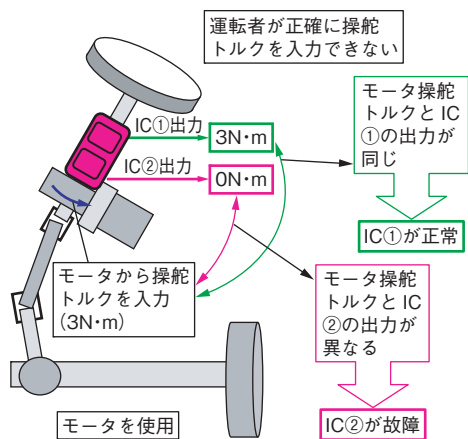 運転者が正確に操舵
トルクを入力できない
IC①出力
3N・m
IC②出力
0N・m
モータ操舵
トルクとIC
①の出力が
同じ
IC①が正常
モータから操舵
トルクを入力
(3N・m)
モータ操舵
トルクとIC
②の出力が
異なる
IC②が故障
モータを使用